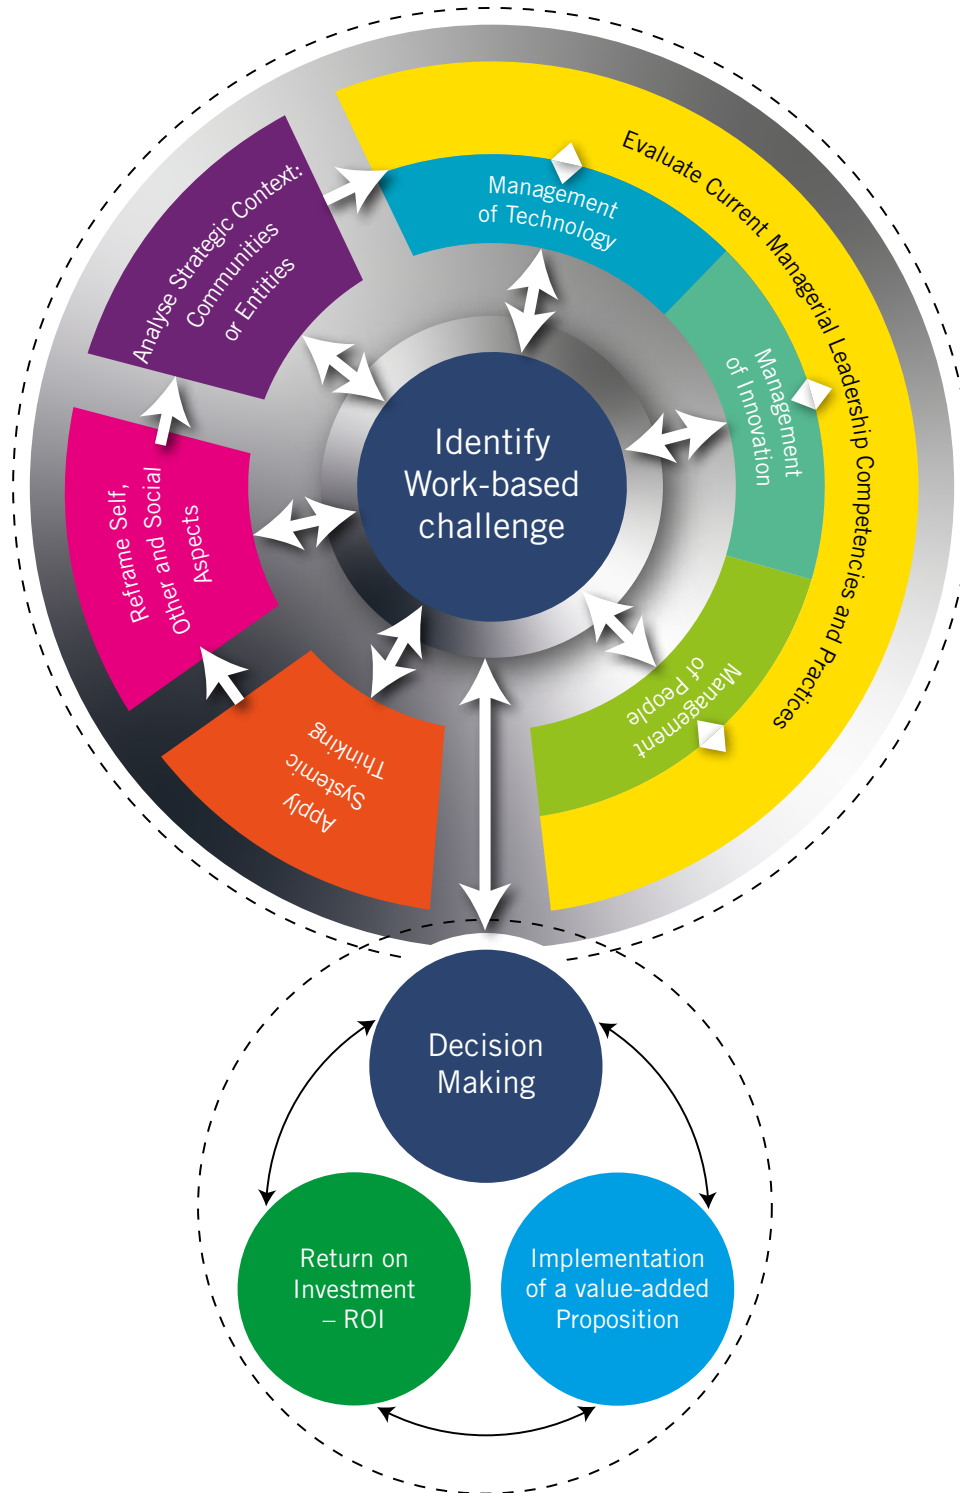 Evaluate Current Managerial Leadership Competencies and Practices
Management
of Technology
Management
of Innovation
Management
of People
Analyse Strategic Context:
Communities
or Entities
Reframe Self,
Other and Social
Aspects
Apply
Systemic
Thinking
Identify
Work-based
challenge
Decision
Making
Return on
Investment
– ROI
Implementation
of a value-added
Proposition